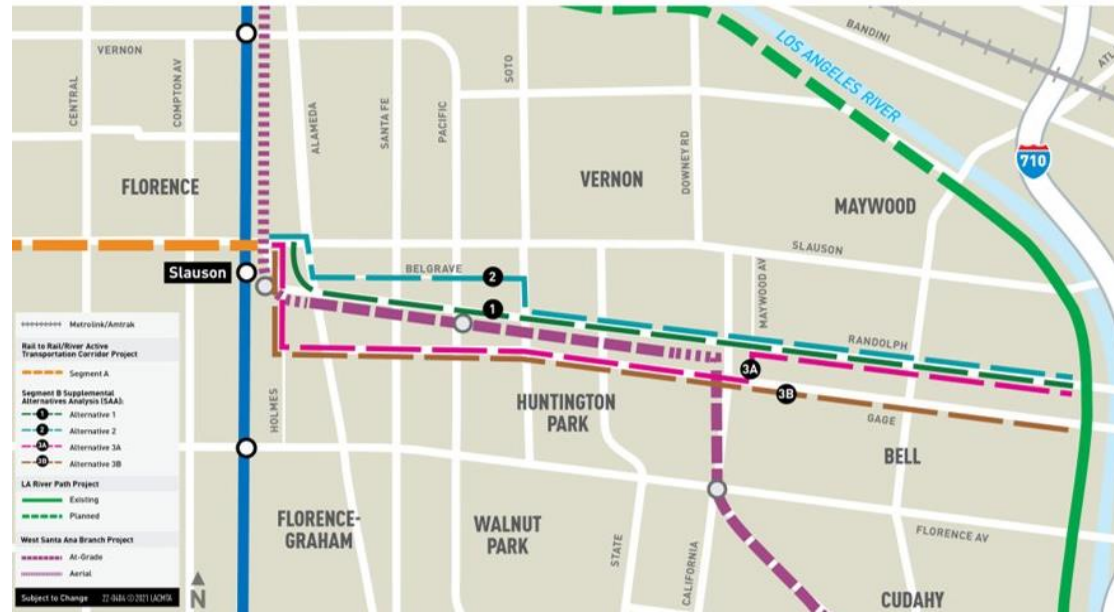 VERNON
CENTRAL
COMPTON AV
ALAMEDA
SANTA FE
PACIFIC
SOTO
DOWNEY RD
BANDINI
LOS ANGELES RIVER
710
FLORENCE
VERNON
MAYWOOD
SLAUSON
Slauson
BELGRAVE
2
1
MAYWOOD AV
RANDOLPH
3A
3B
GAGE
HOLMES
HUNTINGTON
PARK
BELL
FLORENCE-
GRAHAM
WALNUT
PARK
STATE
CALIFORNIA
FLORENCE AV
CUDAHY
Metrolink/Amtrak
Rail to Rail/River Active
Transportation Corridor Project
Segment A
Segment B Supplemental
Alternatives Analysis (SAA):
1 Alternative 1
2 Alternative 2
3A Alternative 3A
3B Alternative 3B
LA River Path Project
Existing
Planned
West Santa Ana Branch Project
At-Grade
Aerial
Subject to Change 22-0484 ©2021 LACMTA
N